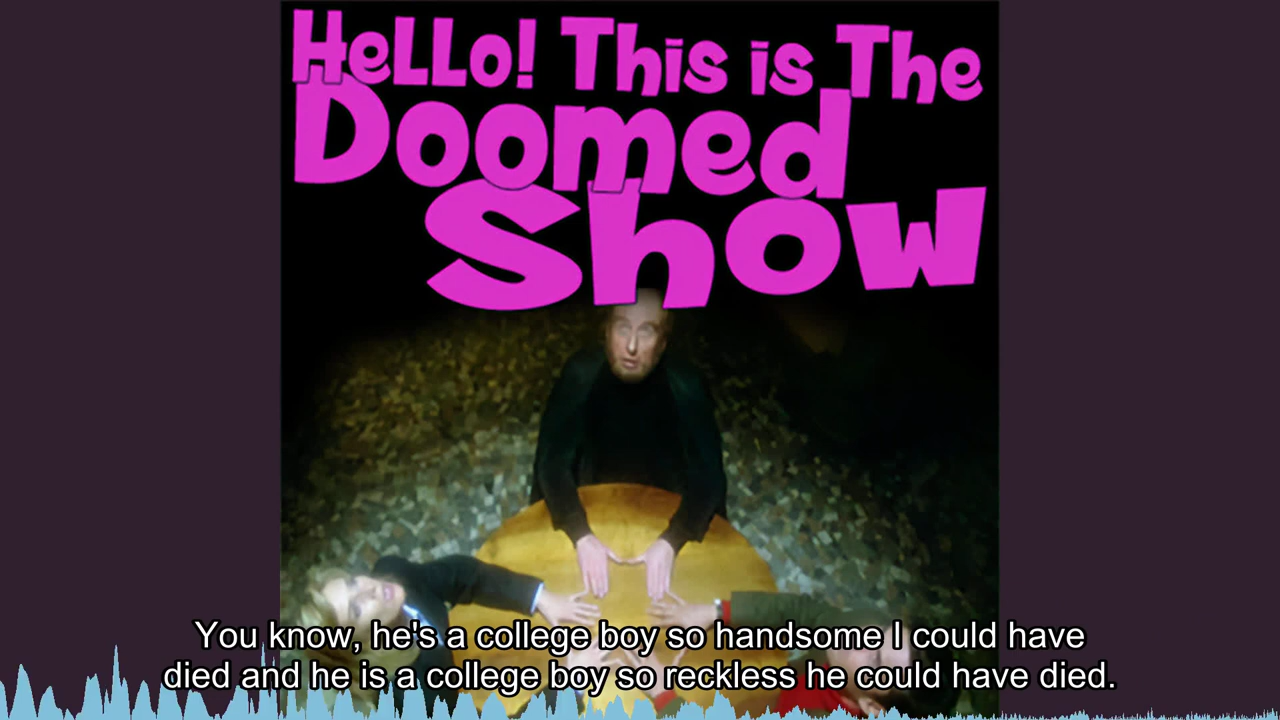 HeLLo! This is The
Doomed
Show
You know, he's a college boy so handsome I could have
died and he is a college boy so reckless he could have died.